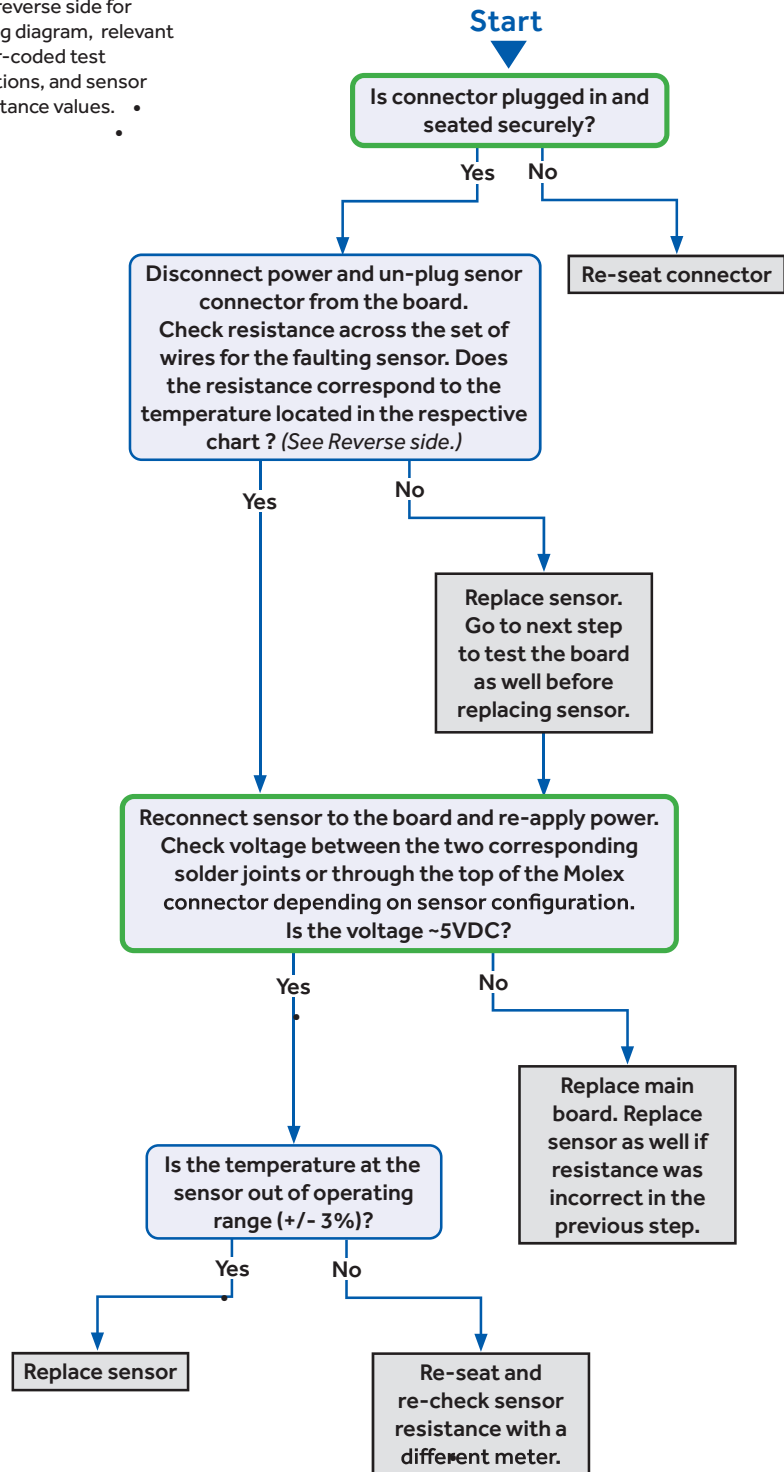 reverse side for
g diagram, relevant
r-coded test
tions, and sensor
tance values.
Start
Is connector plugged in and
seated securely?
Yes
No
Re-seat connector
Disconnect power and un-plug senor
connector from the board.
Check resistance across the set of
wires for the faulting sensor. Does
the resistance correspond to the
temperature located in the respective
chart ? (See Reverse side.)
Yes
No
Replace sensor.
Go to next step
to test the board
as well before
replacing sensor.
Reconnect sensor to the board and re-apply power.
Check voltage between the two corresponding
solder joints or through the top of the Molex
connector depending on sensor configuration.
Is the voltage ~5VDC?
Yes
No
Replace main
board. Replace
sensor as well if
resistance was
incorrect in the
previous step.
Is the temperature at the
sensor out of operating
range (+/- 3%)?
Yes
No
Replace sensor
Re-seat and
re-check sensor
resistance with a
different meter.